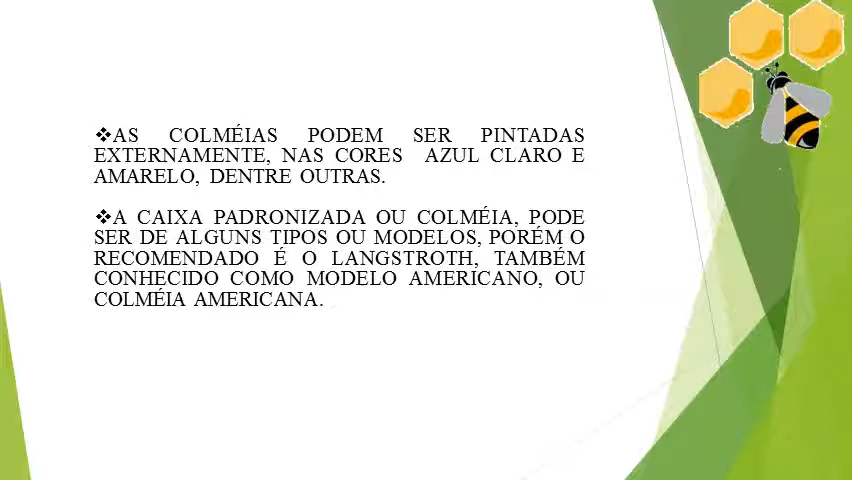 ❖AS COLMÉIAS PODEM SER PINTADAS
EXTERNAMENTE, NAS CORES AZUL CLARO E
AMARELO, DENTRE OUTRAS.
❖A CAIXA PADRONIZADA OU COLMÉIA, PODE
SER DE ALGUNS TIPOS OU MODELOS, PORÉM O
RECOMENDADO É O LANGSTROTH, TAMBÉM
CONHECIDO COMO MODELO AMERICANO, OU
COLMÉIA AMERICANA.